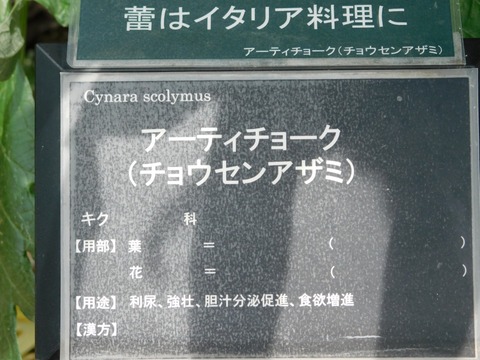 蕾はイタリア料理に
アーティチョーク(チョウセンアザミ)
Cynara scolymus
アーティチョーク
(チョウセンアザミ)
キク 科
【用部】 葉 = ( )
花 = ( )
【用途】 利尿、強壮、胆汁分泌促進、食欲増進
【漢方】